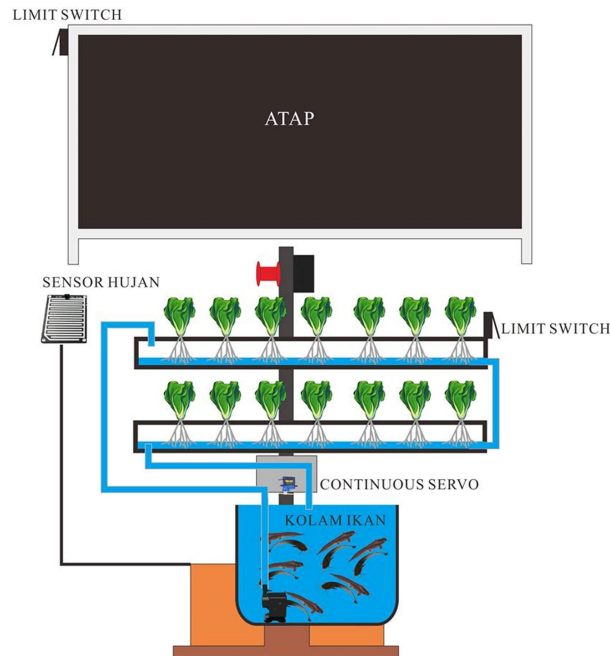 LIMIT SWITCH
ATAP
SENSOR HUJAN
LIMIT SWITCH
CONTINUOUS SERVO
KOLAM IKAN